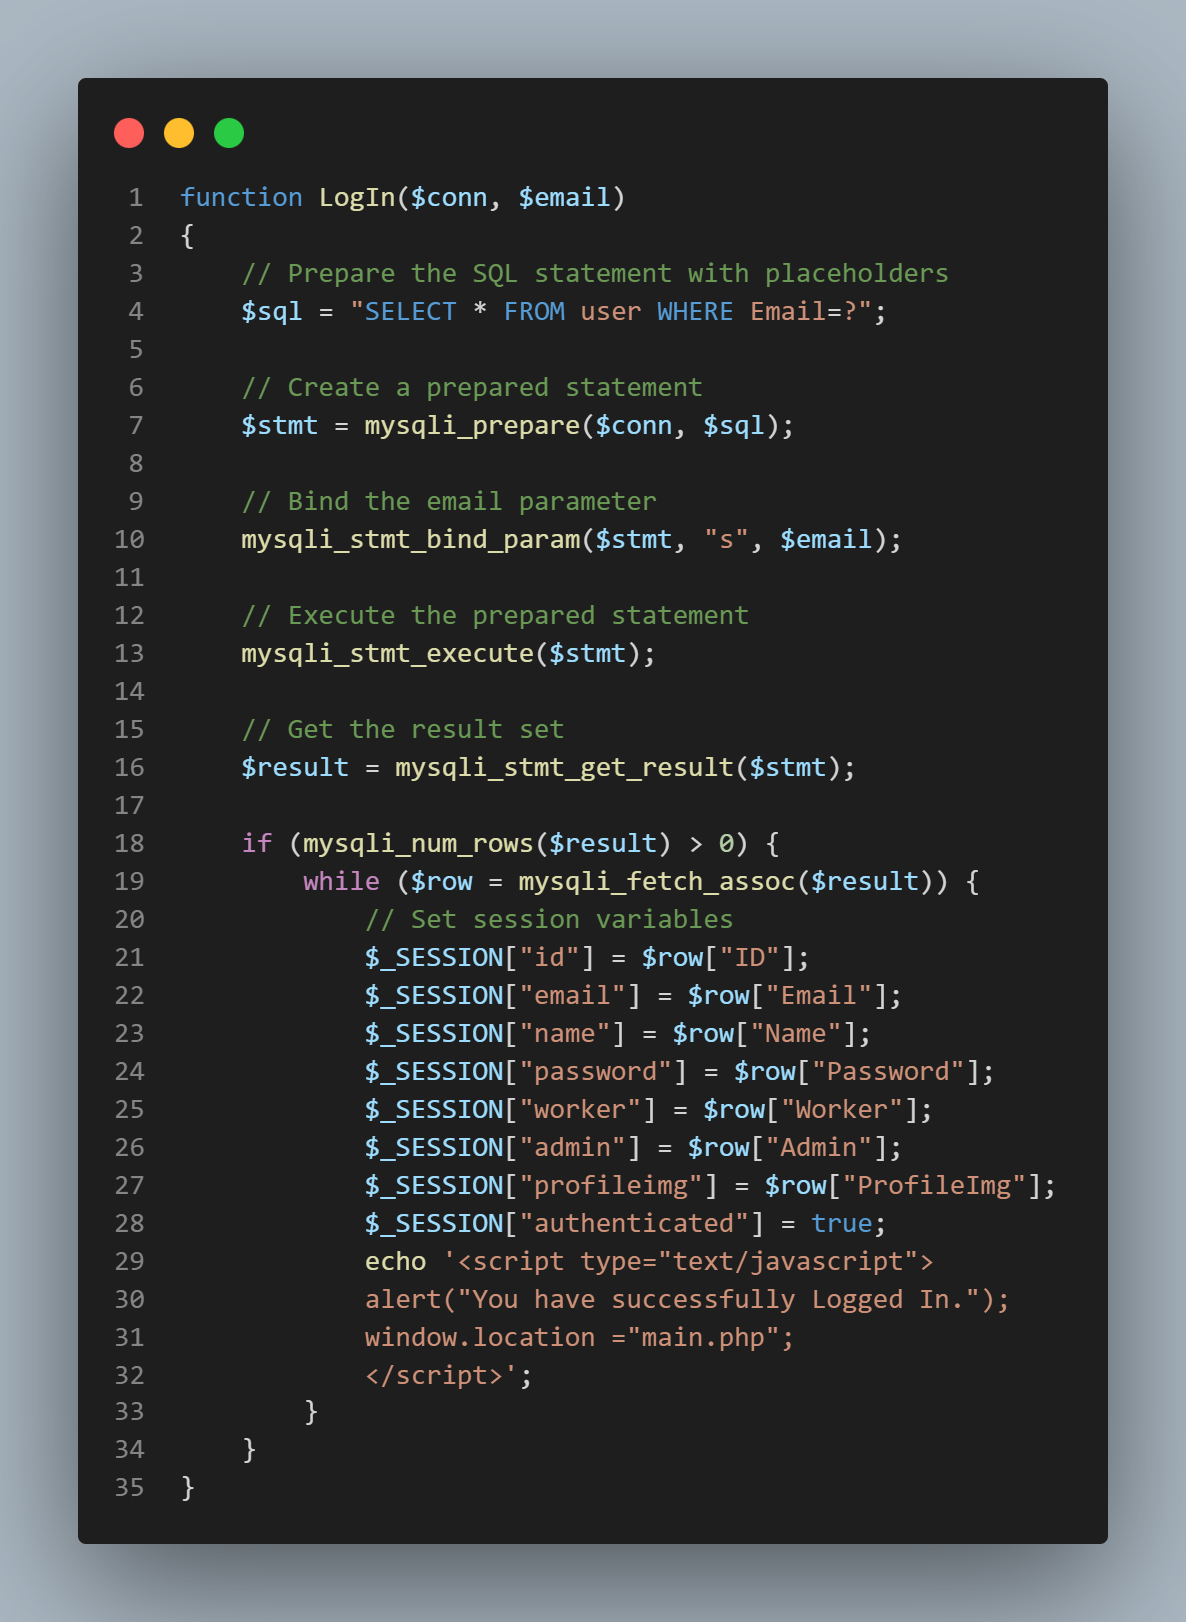 1 function LogIn($conn, $email)
2 {
3     // Prepare the SQL statement with placeholders
4     $sql = "SELECT * FROM user WHERE Email=?";
5
6     // Create a prepared statement
7     $stmt = mysqli_prepare($conn, $sql);
8
9     // Bind the email parameter
10     mysqli_stmt_bind_param($stmt, "s", $email);
11
12     // Execute the prepared statement
13     mysqli_stmt_execute($stmt);
14
15     // Get the result set
16     $result = mysqli_stmt_get_result($stmt);
17
18     if (mysqli_num_rows($result) > 0) {
19         while ($row = mysqli_fetch_assoc($result)) {
20             // Set session variables
21             $_SESSION["id"] = $row["ID"];
22             $_SESSION["email"] = $row["Email"];
23             $_SESSION["name"] = $row["Name"];
24             $_SESSION["password"] = $row["Password"];
25             $_SESSION["worker"] = $row["Worker"];
26             $_SESSION["admin"] = $row["Admin"];
27             $_SESSION["profileimg"] = $row["ProfileImg"];
28             $_SESSION["authenticated"] = true;
29             echo '<script type="text/javascript">
30             alert("You have successfully Logged In.");
31             window.location ="main.php";
32             </script>';
33         }
34     }
35 }